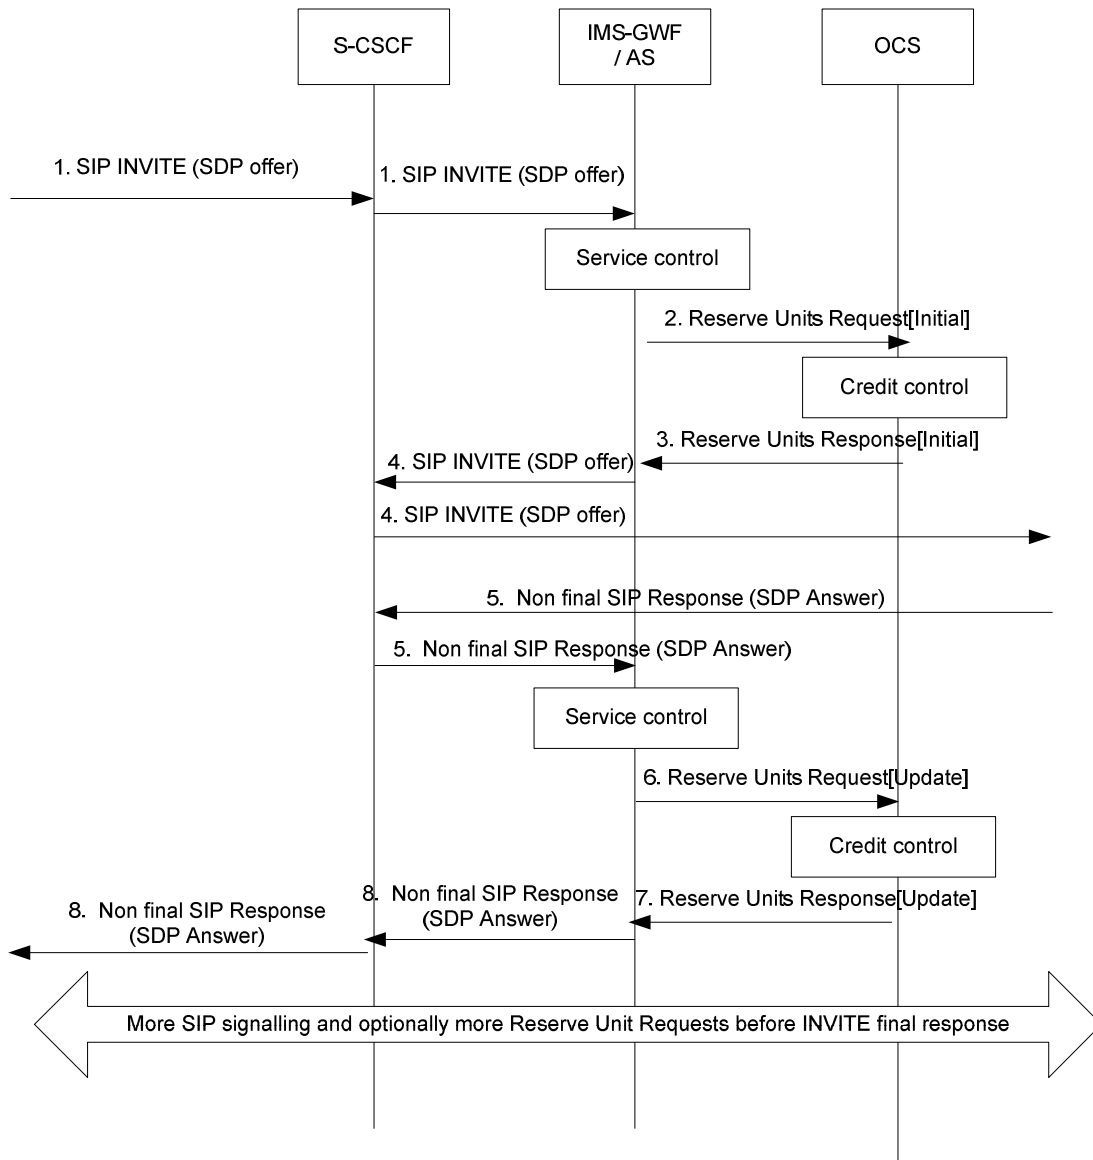 S-CSCF
IMS-GWF
/ AS
OCS
1. SIP INVITE (SDP offer)
1. SIP INVITE (SDP offer)
Service control
2. Reserve Units Request[Initial]
Credit control
3. Reserve Units Response[Initial]
4. SIP INVITE (SDP offer)
4. SIP INVITE (SDP offer)
5. Non final SIP Response (SDP Answer)
5. Non final SIP Response (SDP Answer)
Service control
6. Reserve Units Request[Update]
Credit control
7. Reserve Units Response[Update]
8. Non final SIP Response
(SDP Answer)
8. Non final SIP Response
(SDP Answer)
More SIP signalling and optionally more Reserve Unit Requests before INVITE final response